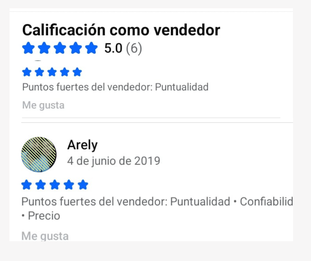 Calificación como vendedor
5.0 (6)
Puntos fuertes del vendedor: Puntualidad
Me gusta
Arely
4 de junio de 2019
Puntos fuertes del vendedor: Puntualidad • Confiabilid
• Precio
Me gusta